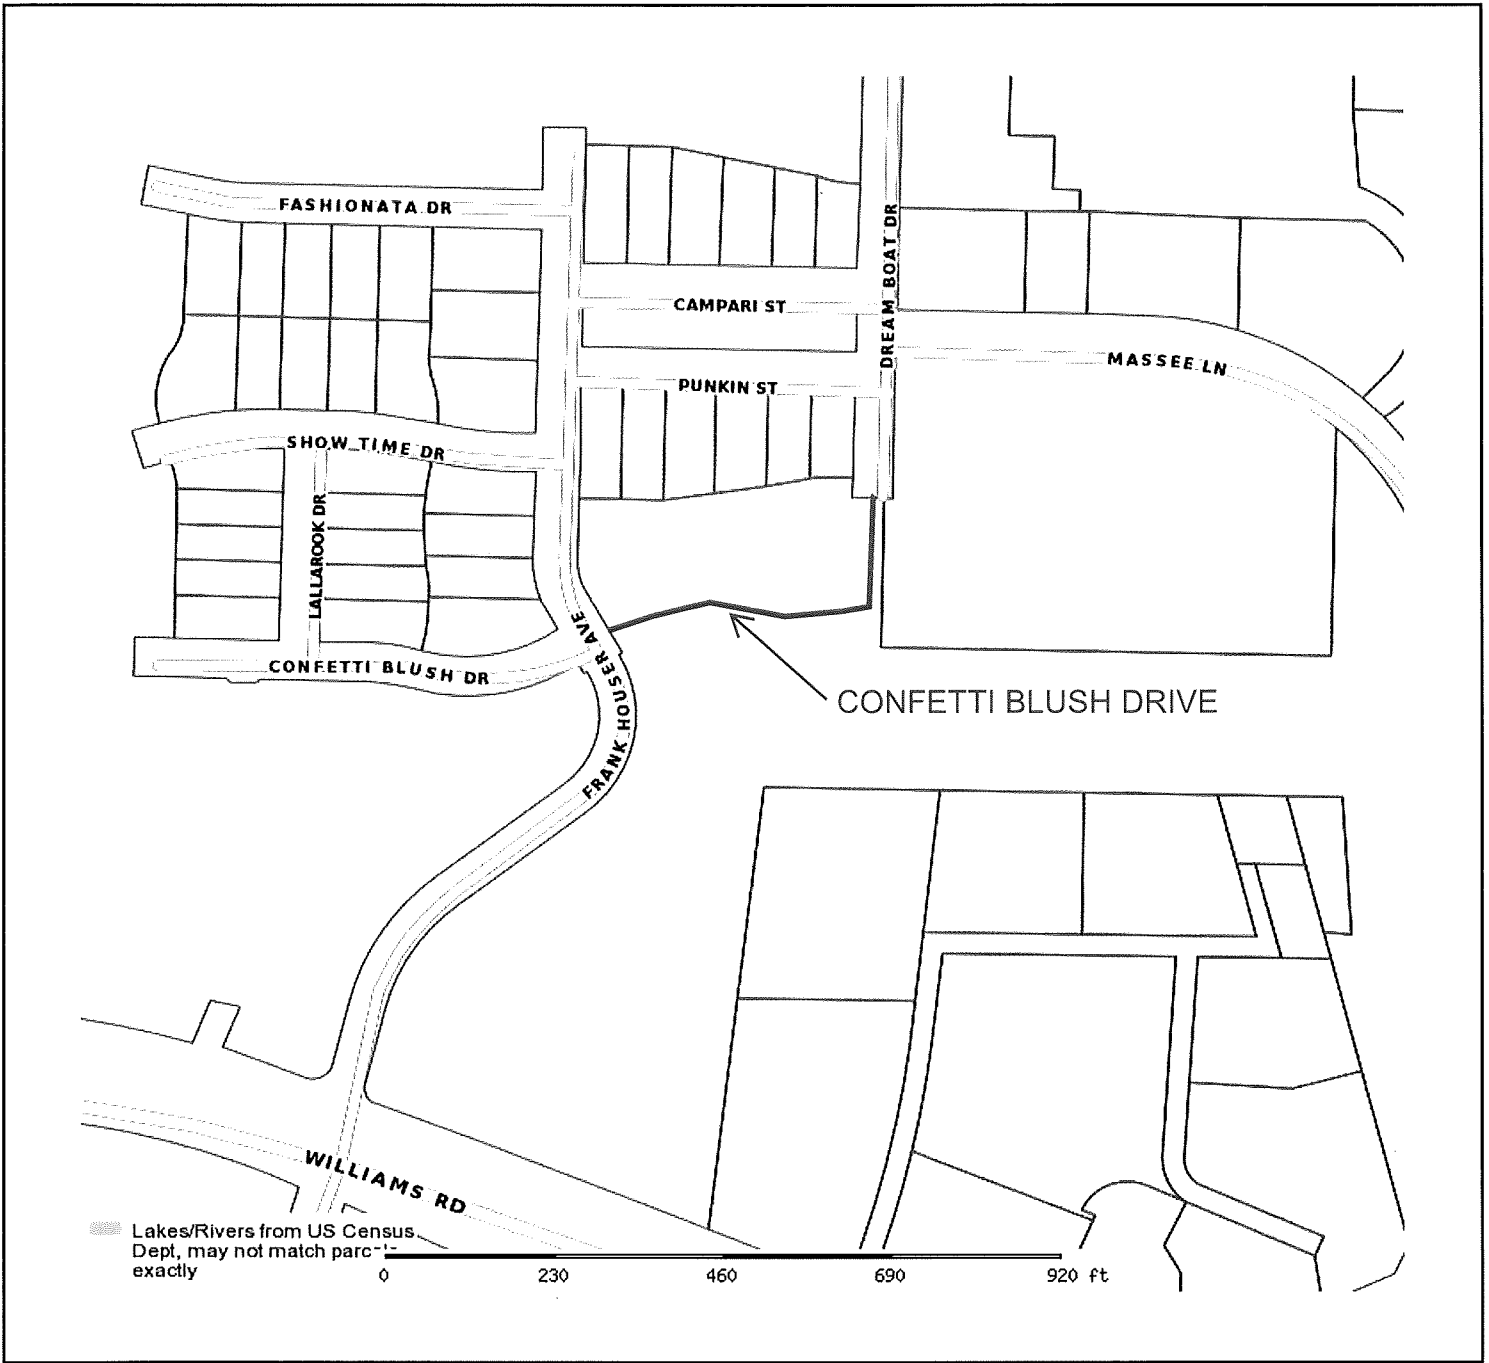 FASHIONATA DR
CAMPARI ST
DREAM BOAT DR
MASSEE LN
PUNKIN ST
SHOW TIME DR
LALLAROOK DR
CONFETTI BLUSH DR
FRANK HOUSER AVE
CONFETTI BLUSH DRIVE
WILLIAMS RD
Lakes/Rivers from US Census
Dept, may not match
exactly
0 230 460 690 920 ft